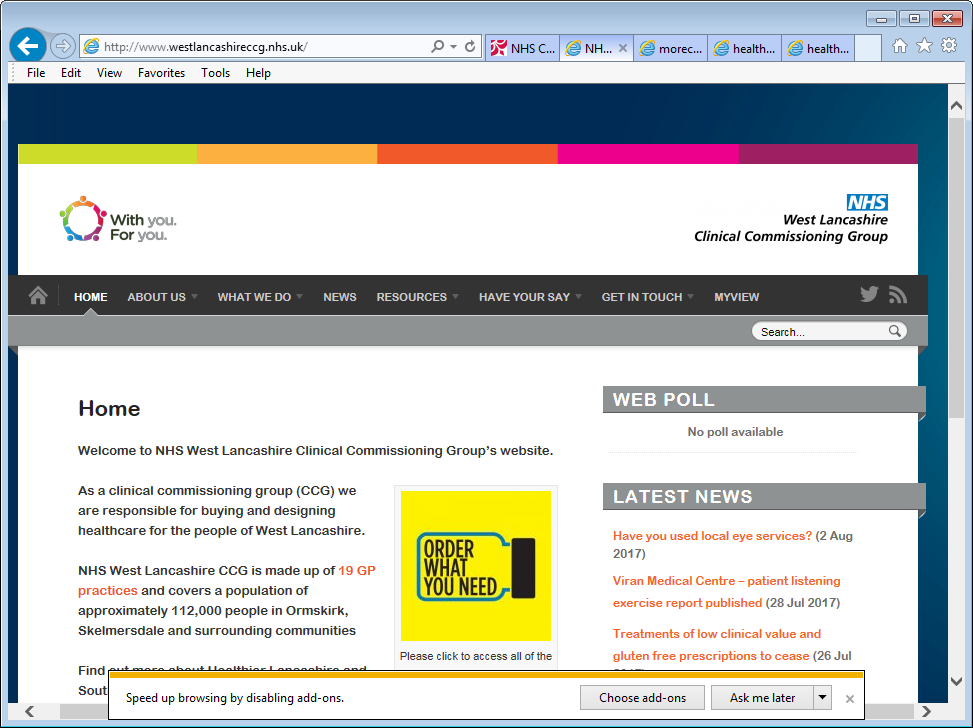 http://www.westlancashireccg.nhs.uk/
NHS C...
NH...
morec...
health...
health...
File Edit View Favorites Tools Help
With you.
For you.
NHS
West Lancashire
Clinical Commissioning Group
HOME ABOUT US WHAT WE DO NEWS RESOURCES HAVE YOUR SAY GET IN TOUCH MYVIEW
Search...
Home
Welcome to NHS West Lancashire Clinical Commissioning Group's website.
As a clinical commissioning group (CCG) we
are responsible for buying and designing
healthcare for the people of West Lancashire.
NHS West Lancashire CCG is made up of 19 GP
practices and covers a population of
approximately 112,000 people in Ormskirk,
Skelmersdale and surrounding communities
Find out more about Healthier Lancashire and
Sout
ORDER
WHAT
YOU NEED
Please click to access all of the
WEB POLL
No poll available
LATEST NEWS
Have you used local eye services? (2 Aug
2017)
Viran Medical Centre – patient listening
exercise report published (28 Jul 2017)
Treatments of low clinical value and
gluten free prescriptions to cease (26 Jul
Speed up browsing by disabling add-ons.
Choose add-ons
Ask me later